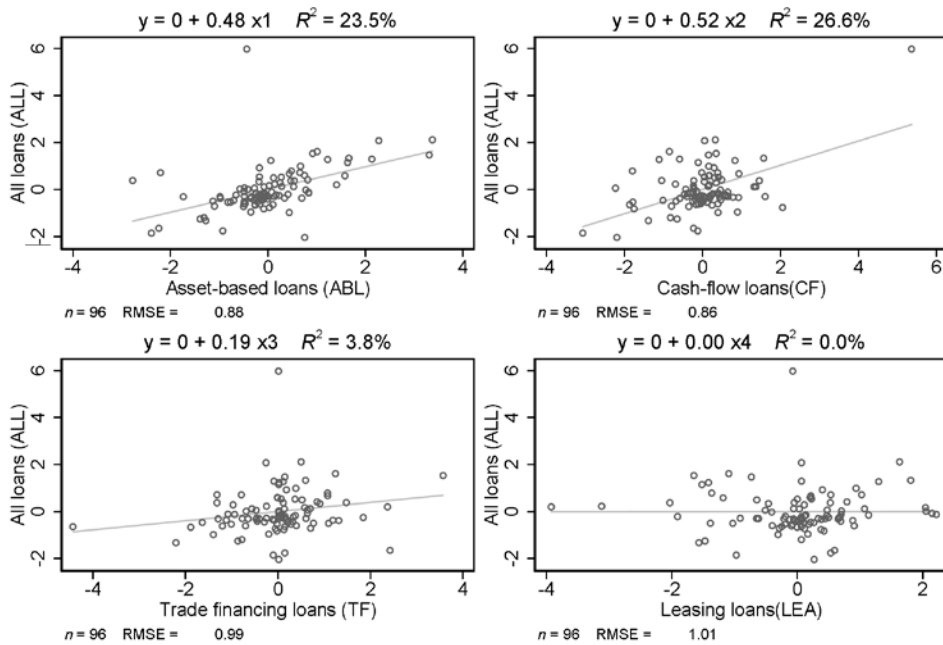 y = 0 + 0.48 x1 R² = 23.5%
All loans (ALL)
6
4
2
0
-2
-4 -2 0 2 4
Asset-based loans (ABL)
n = 96 RMSE = 0.88
y = 0 + 0.52 x2 R² = 26.6%
All loans (ALL)
6
4
2
0
-2
-4 -2 0 2 4 6
Cash-flow loans(CF)
n = 96 RMSE = 0.86
y = 0 + 0.19 x3 R² = 3.8%
All loans (ALL)
6
4
2
0
-2
-4 -2 0 2 4
Trade financing loans (TF)
n = 96 RMSE = 0.99
y = 0 + 0.00 x4 R² = 0.0%
All loans (ALL)
6
4
2
0
-2
-4 -2 0 2
Leasing loans(LEA)
n = 96 RMSE = 1.01